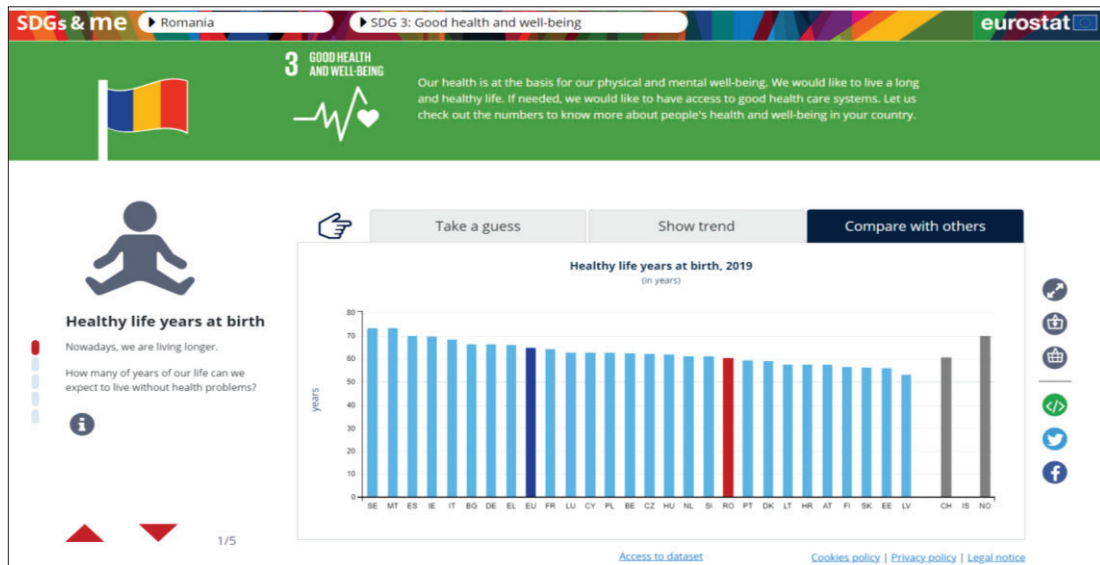 SDGs & me
Romania
SDG 3: Good health and well-being
eurostat
3 GOOD HEALTH
AND WELL-BEING
Our health is at the basis for our physical and mental well-being. We would like to live a long
and healthy life. If needed, we would like to have access to good health care systems. Let us
check out the numbers to know more about people's health and well-being in your country.
Take a guess
Show trend
Compare with others
Healthy life years at birth
Nowadays, we are living longer.
How many of years of our life can we
expect to live without health problems?
1/5
Healthy life years at birth, 2019
(in years)
years
80
70
60
50
40
30
20
10
0
SE MT ES IE IT BG DE EL EU FR LU CY PL BE CZ HU NL SI RO PT DK LT HR AT FI SK EE LV CH IS NO
Access to dataset
Cookies policy | Privacy policy | Legal notice